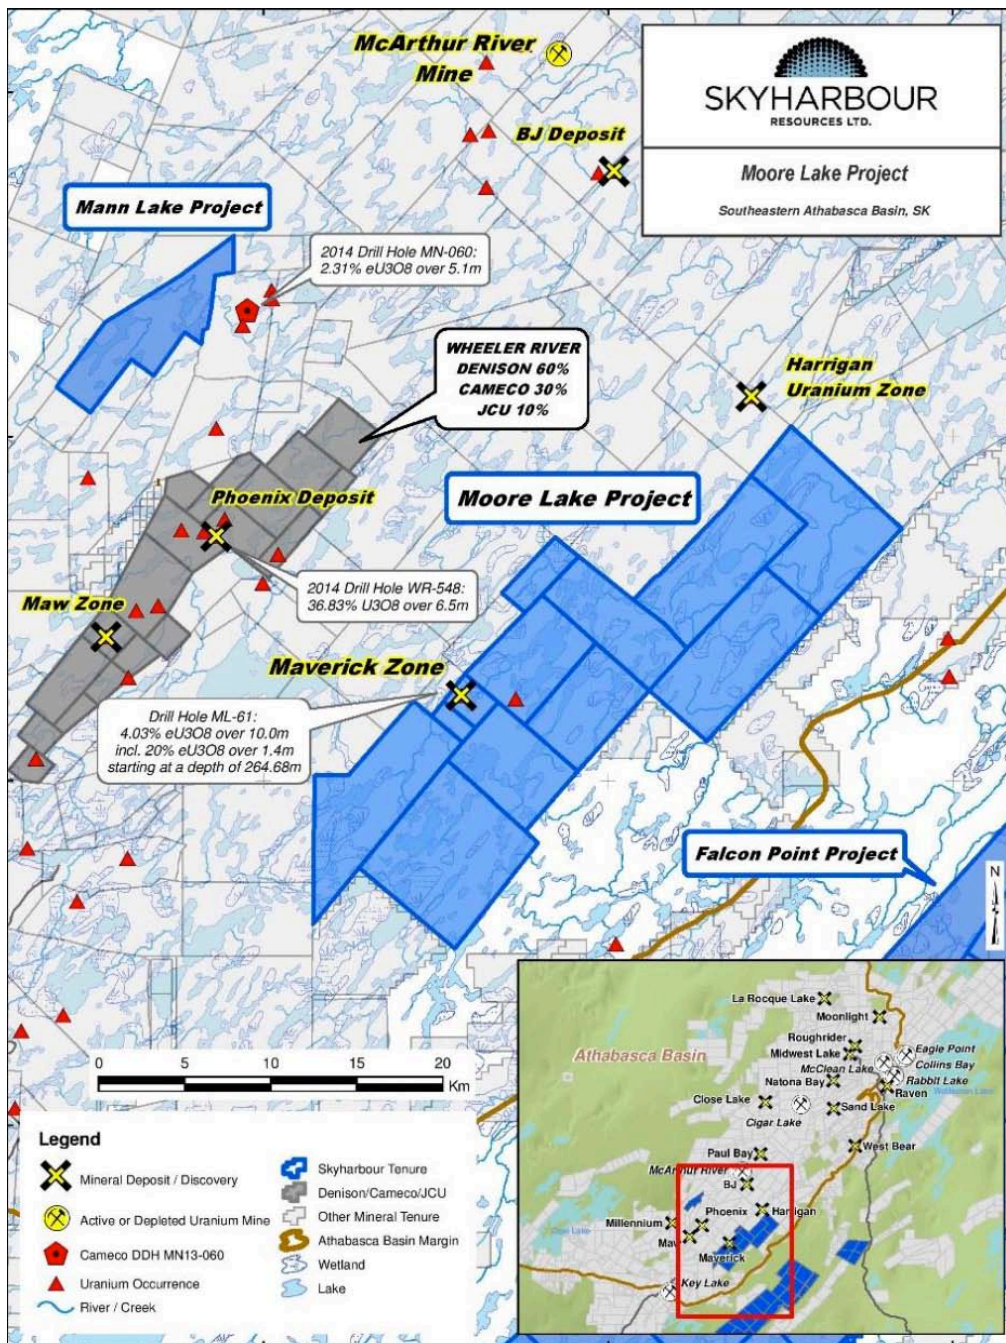 McArthur River
Mine
BJ Deposit
SKYHARBOUR
RESOURCES LTD.
Moore Lake Project
Southeastern Athabasca Basin, SK
Mann Lake Project
2014 Drill Hole MN-060:
2.31% eU3O8 over 5.1m
WHEELER RIVER
DENISON 60%
CAMECO 30%
JCU 10%
Harrigan
Uranium Zone
Phoenix Deposit
Moore Lake Project
2014 Drill Hole WR-548:
36.83% U3O8 over 6.5m
Maw Zone
Maverick Zone
Drill Hole ML-61:
4.03% eU3O8 over 10.0m
incl. 20% eU3O8 over 1.4m
starting at a depth of 264.68m
Falcon Point Project
N
0 5 10 15 20
Km
Legend
Mineral Deposit / Discovery
Active or Depleted Uranium Mine
Cameco DDH MN13-060
Uranium Occurrence
River / Creek
Skyharbour Tenure
Denison/Cameco/JCU
Other Mineral Tenure
Athabasca Basin Margin
Wetland
Lake
La Rocque Lake
Moonlight
Roughrider
Athabasca Basin
Midwest Lake
Eagle Point
McClean Lake
Collins Bay
Natona Bay
Rabbit Lake
Raven
Close Lake
Sand Lake
Cigar Lake
West Bear
Paul Bay
McArthur River
BJ
Phoenix
Harrigan
Millennium
Maw
Maverick
Key Lake